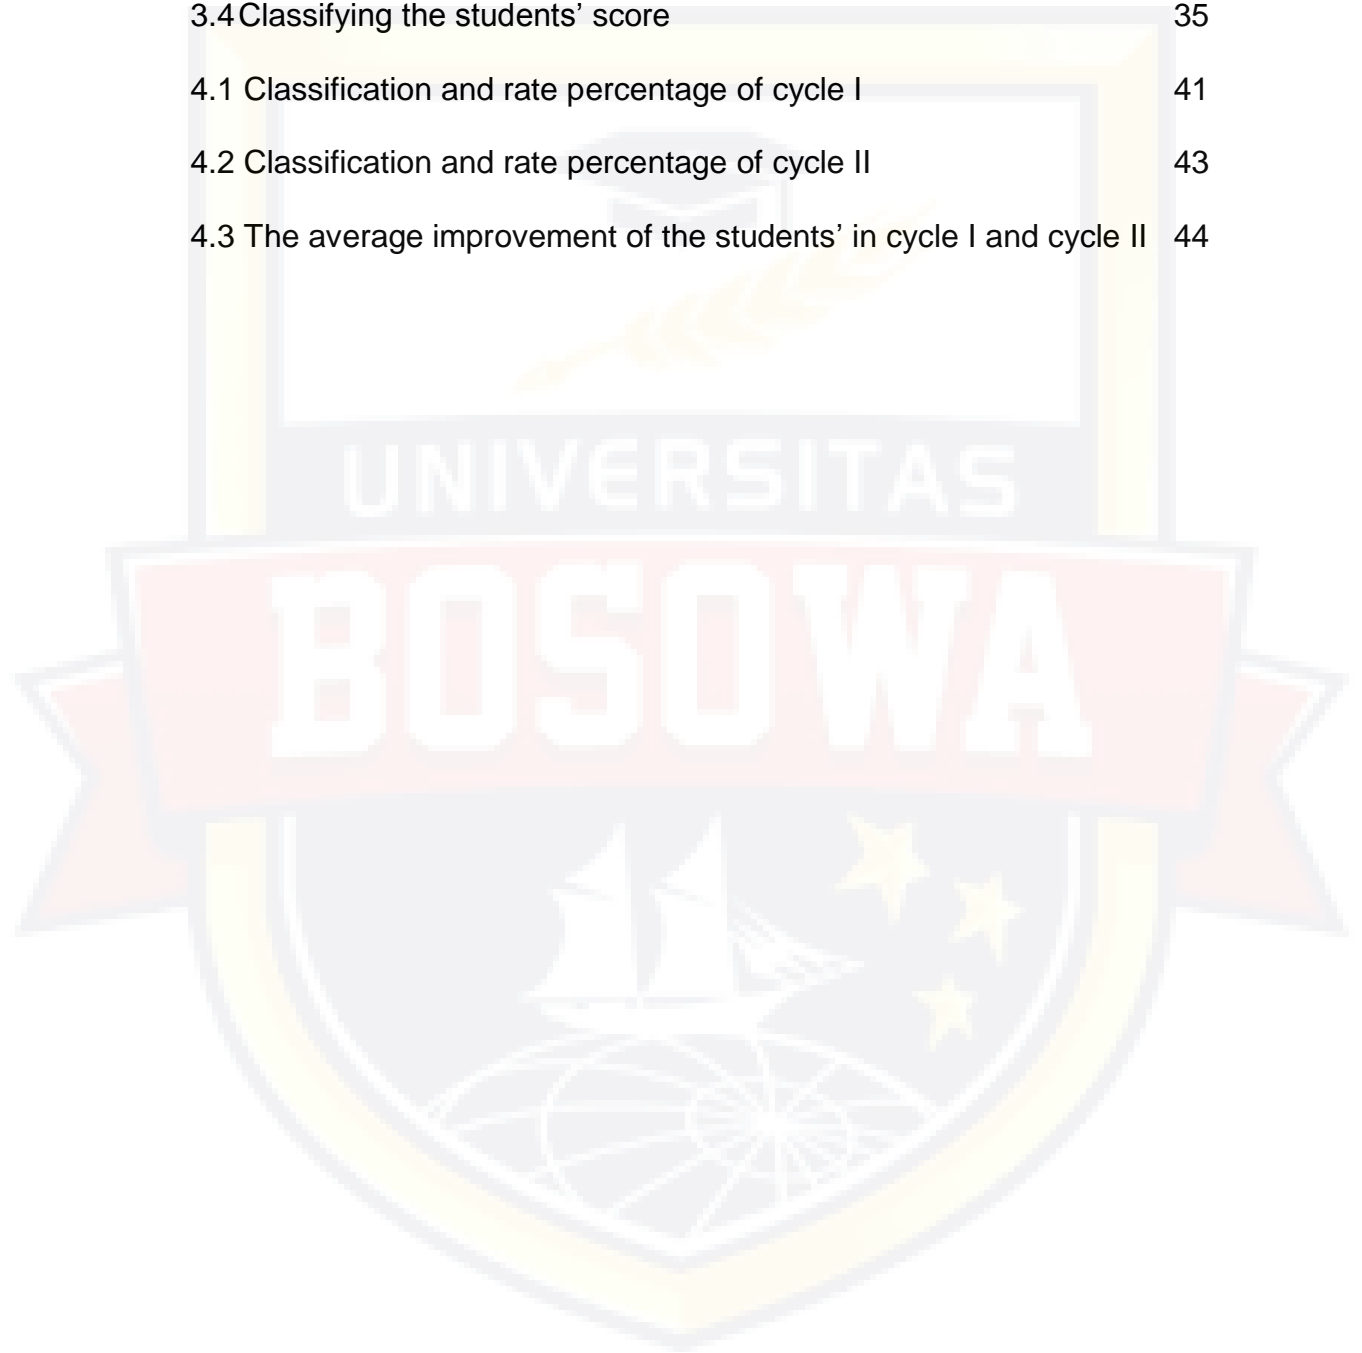 3.4 Classifying the students’ score 35
4.1 Classification and rate percentage of cycle I 41
4.2 Classification and rate percentage of cycle II 43
4.3 The average improvement of the students’ in cycle I and cycle II 44
UNIVERSITAS
BOSOWA